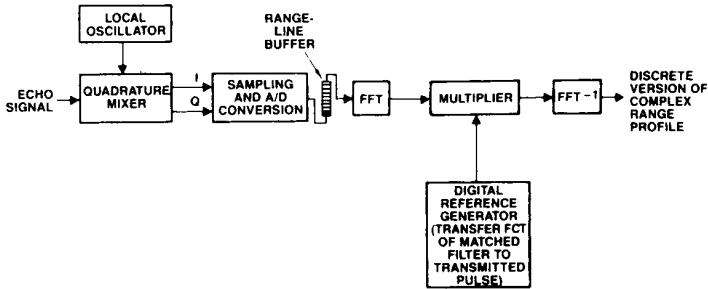 LOCAL
OSCILLATOR
RANGE-
LINE
BUFFER
ECHO
SIGNAL
QUADRATURE
MIXER
I
Q
SAMPLING
AND A/D
CONVERSION
FFT
MULTIPLIER
FFT-1
DISCRETE
VERSION OF
COMPLEX
RANGE
PROFILE
DIGITAL
REFERENCE
GENERATOR
(TRANSFER FCT
OF MATCHED
FILTER TO
TRANSMITTED
PULSE)